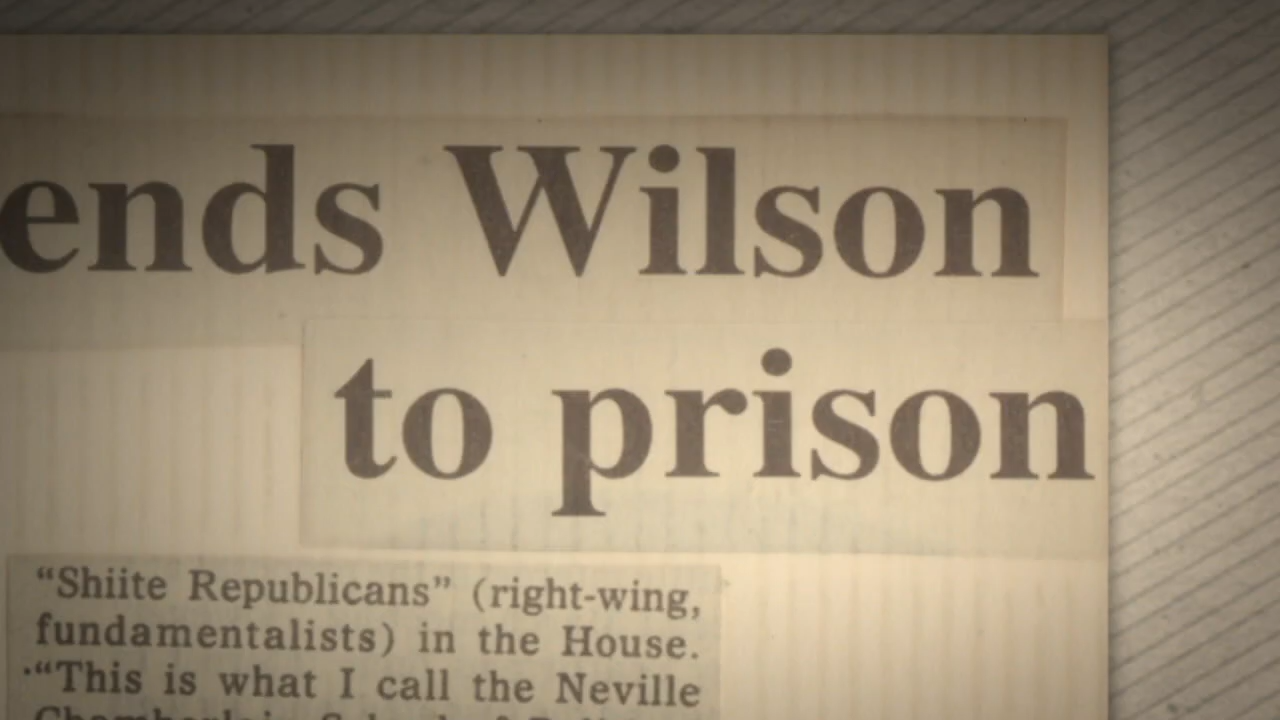 ends Wilson
to prison
“Shiite Republicans” (right-wing,
fundamentalists) in the House.
“This is what I call the Neville